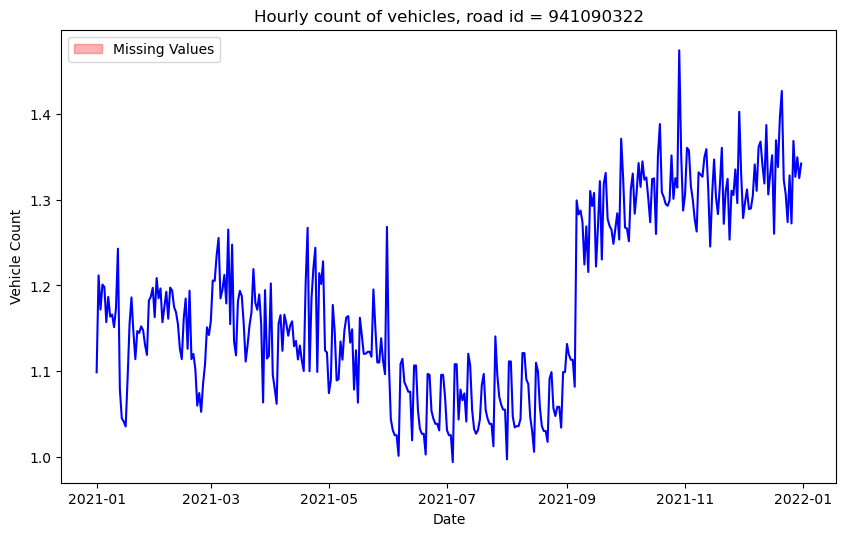 Hourly count of vehicles, road id = 941090322
Missing Values
Vehicle Count
1.4
1.3
1.2
1.1
1.0
2021-01 2021-03 2021-05 2021-07 2021-09 2021-11 2022-01
Date